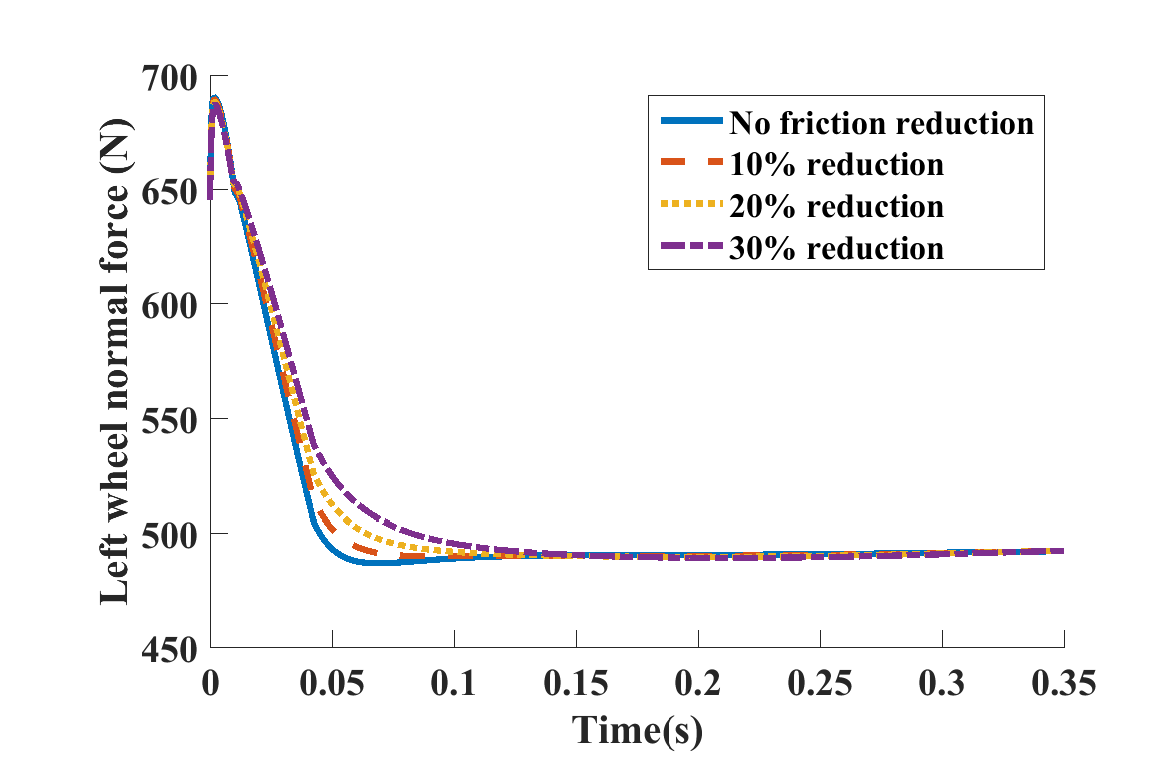 700
650
600
550
500
450
Left wheel normal force (N)
No friction reduction
10% reduction
20% reduction
30% reduction
0
0.05
0.1
0.15
0.2
0.25
0.3
0.35
Time(s)